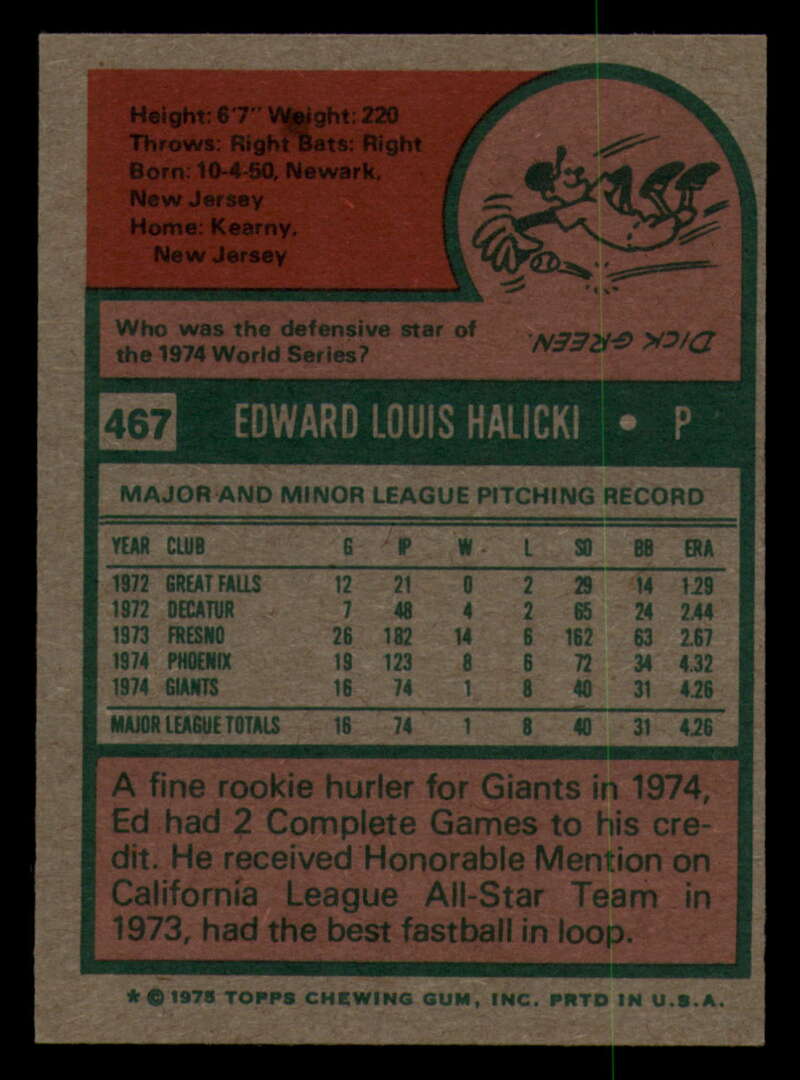 Height: 6'7" Weight: 220
Throws: Right Bats: Right
Born: 10-4-50, Newark,
New Jersey
Home: Kearny,
New Jersey
Who was the defensive star of
the 1974 World Series?
DICK GREEN.
467 EDWARD LOUIS HALICKI • P
MAJOR AND MINOR LEAGUE PITCHING RECORD
YEAR CLUB G IP W L SO BB ERA
1972 GREAT FALLS 12 21 0 2 29 14 1.29
1972 DECATUR 7 48 4 2 65 24 2.44
1973 FRESNO 26 182 14 6 162 63 2.67
1974 PHOENIX 19 123 8 6 72 34 4.32
1974 GIANTS 16 74 1 8 40 31 4.26
MAJOR LEAGUE TOTALS 16 74 1 8 40 31 4.26
A fine rookie hurler for Giants in 1974,
Ed had 2 Complete Games to his cre-
dit. He received Honorable Mention on
California League All-Star Team in
1973, had the best fastball in loop.
* © 1975 TOPPS CHEWING GUM, INC. PRTD IN U.S.A.